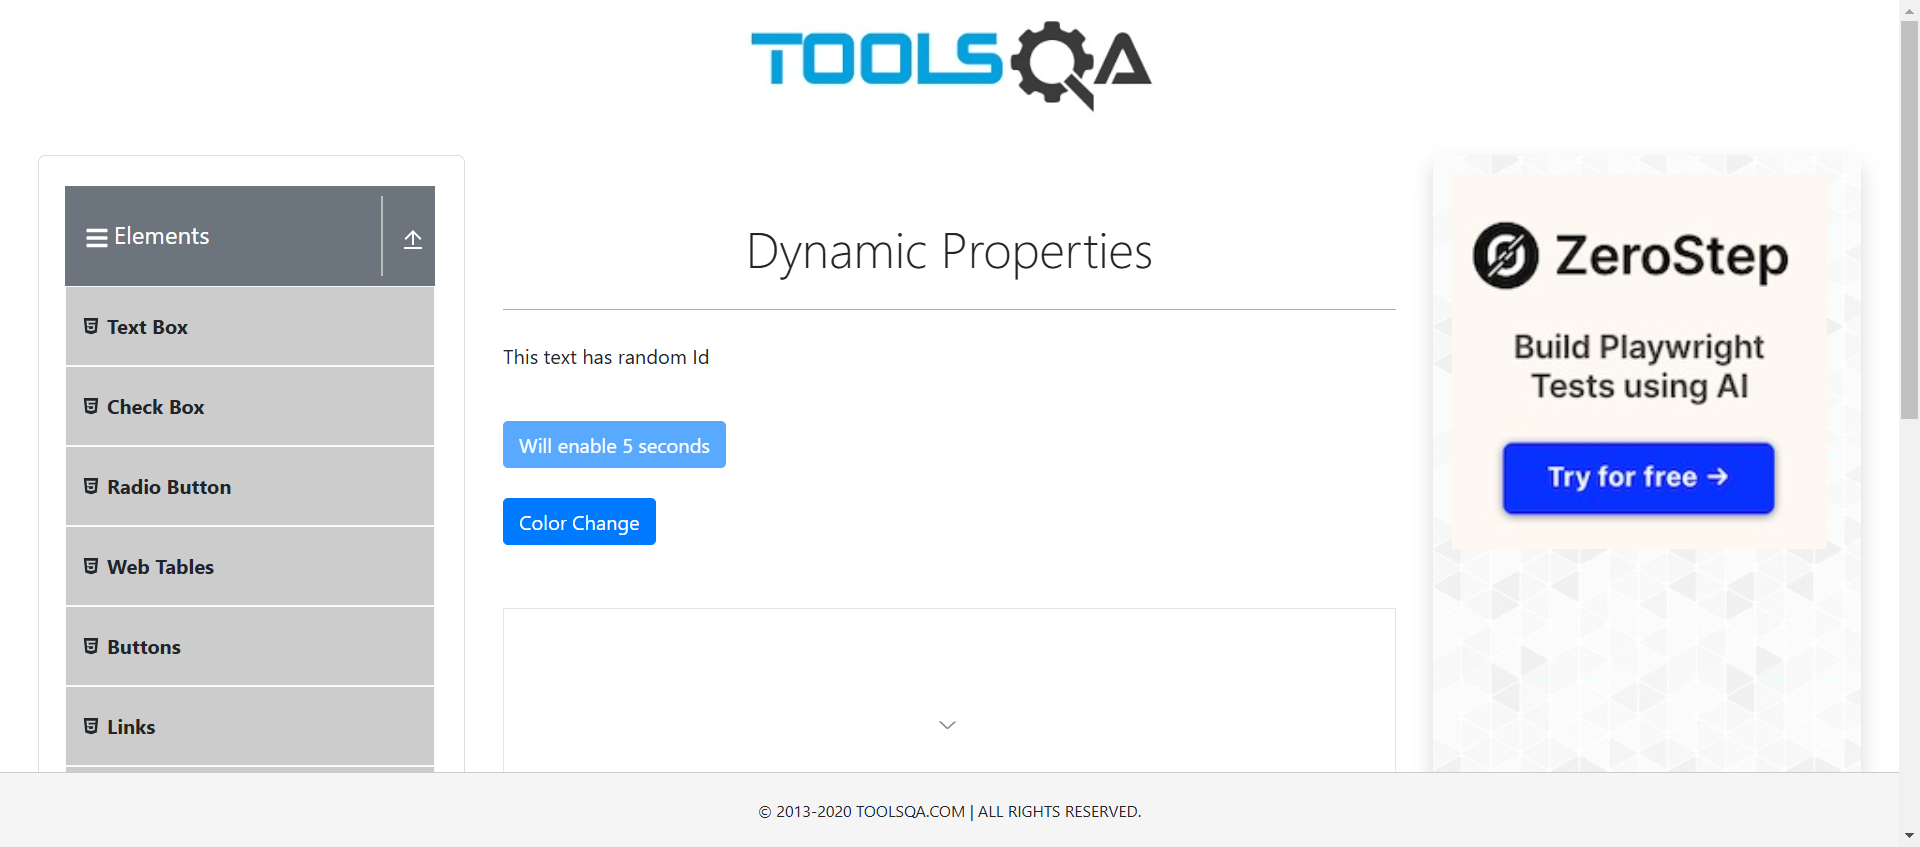 TOOLSQA
Elements
Text Box
Check Box
Radio Button
Web Tables
Buttons
Links
Dynamic Properties
This text has random Id
Will enable 5 seconds
Color Change
ZeroStep
Build Playwright
Tests using AI
Try for free →
© 2013-2020 TOOLSQA.COM | ALL RIGHTS RESERVED.